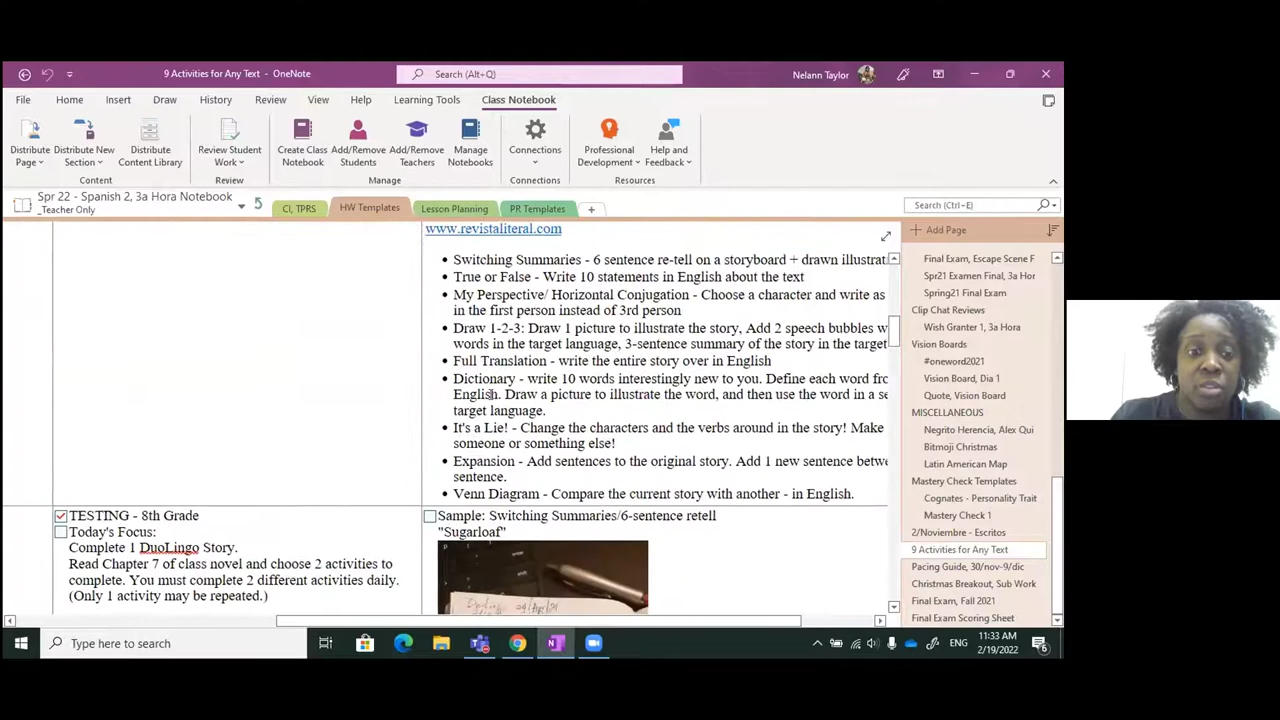 9 Activities for Any Text - OneNote
Search (Alt+Q)
Nelann Taylor
File Home Insert Draw History Review View Help Learning Tools Class Notebook
Distribute Page
Distribute New Section
Distribute Content Library
Review Student Work
Create Class Notebook
Add/Remove Students
Add/Remove Teachers
Manage Notebooks
Connections
Professional Development
Help and Feedback
Content
Review
Manage
Connections
Resources
Spr 22 - Spanish 2, 3a Hora Notebook
_Teacher Only
CI, TPRS
HW Templates
Lesson Planning
PR Templates
Search (Ctrl+E)
www.revistaliteral.com
• Switching Summaries - 6 sentence re-tell on a storyboard + drawn illustrat
• True or False - Write 10 statements in English about the text
• My Perspective/ Horizontal Conjugation - Choose a character and write as
in the first person instead of 3rd person
• Draw 1-2-3: Draw 1 picture to illustrate the story, Add 2 speech bubbles w
words in the target language, 3-sentence summary of the story in the target
• Full Translation - write the entire story over in English
• Dictionary - write 10 words interestingly new to you. Define each word fro
English. Draw a picture to illustrate the word, and then use the word in a se
target language.
• It's a Lie! - Change the characters and the verbs around in the story! Make
someone or something else!
• Expansion - Add sentences to the original story. Add 1 new sentence betwe
sentence.
• Venn Diagram - Compare the current story with another - in English.
TESTING - 8th Grade
Today's Focus:
Complete 1 DuoLingo Story.
Read Chapter 7 of class novel and choose 2 activities to
complete. You must complete 2 different activities daily.
(Only 1 activity may be repeated.)
Sample: Switching Summaries/6-sentence retell
"Sugarloaf"
Add Page
Final Exam, Escape Scene F
Spr21 Examen Final, 3a Hor
Spring21 Final Exam
Clip Chat Reviews
Wish Granter 1, 3a Hora
Vision Boards
#oneword2021
Vision Board, Dia 1
Quote, Vision Board
MISCELLANEOUS
Negrito Herencia, Alex Qui
Bitmoji Christmas
Latin American Map
Mastery Check Templates
Cognates - Personality Trait
Mastery Check 1
2/Noviembre - Escritos
9 Activities for Any Text
Pacing Guide, 30/nov-9/dic
Christmas Breakout, Sub Work
Final Exam, Fall 2021
Final Exam Scoring Sheet
Type here to search
ENG
11:33 AM
2/19/2022